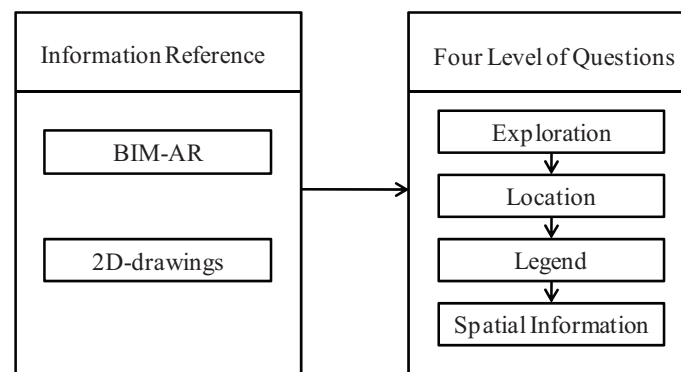 Information Reference
BIM-AR
2D-drawings
Four Level of Questions
Exploration
Location
Legend
Spatial Information